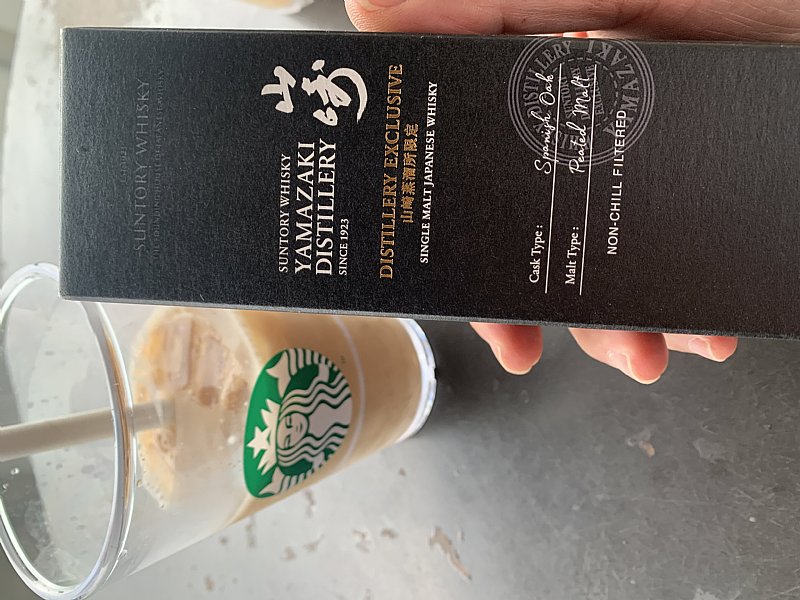 SUNTORY WHISKY
山崎
SUNTORY WHISKY
YAMAZAKI
DISTILLERY
SINCE 1923
DISTILLERY EXCLUSIVE
山崎蒸溜所限定
SINGLE MALT JAPANESE WHISKY
DISTILLERY
YAMAZAKI
Cask Type : Spanish Oak
Malt Type : Peated Malt
NON-CHILL FILTERED